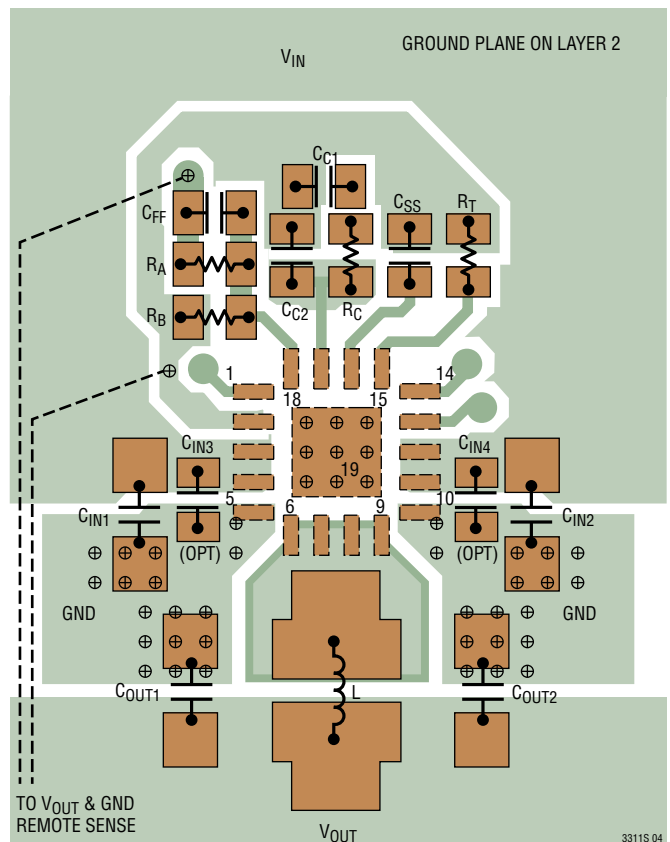 GROUND PLANE ON LAYER 2
VIN
CC1
CFF
CSS
RT
RA
RB
CC2
RC
1
14
18
15
CIN3
19
CIN4
CIN1
5
6
9
10
CIN2
(OPT)
(OPT)
GND
GND
COUT1
L
COUT2
TO VOUT & GND
REMOTE SENSE
VOUT
3311S 04